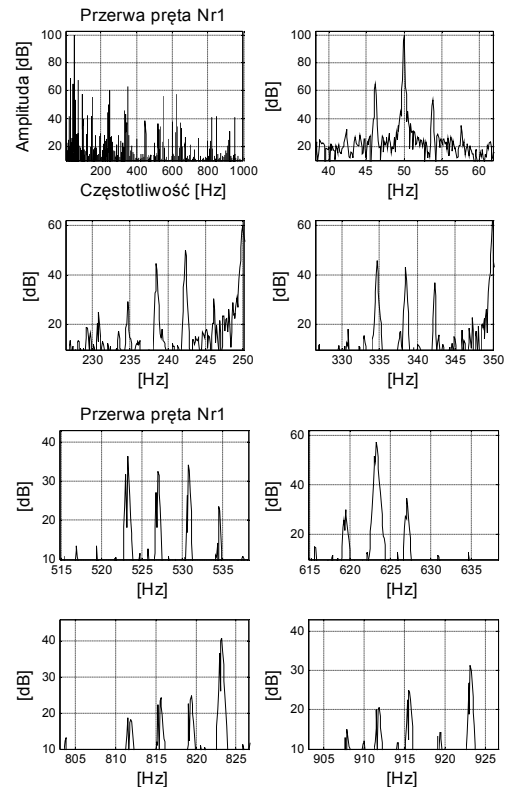 Przerwa pręta Nr1
Amplituda [dB]
100
80
60
40
20
200 400 600 800 1000
Częstotliwość [Hz]
[dB]
100
80
60
40
20
40 45 50 55 60
[Hz]
[dB]
60
40
20
230 235 240 245 250
[Hz]
[dB]
60
40
20
330 335 340 345 350
[Hz]
Przerwa pręta Nr1
[dB]
40
30
20
10
515 520 525 530 535
[Hz]
[dB]
60
40
20
615 620 625 630 635
[Hz]
[dB]
40
30
20
10
805 810 815 820 825
[Hz]
[dB]
40
30
20
10
905 910 915 920 925
[Hz]